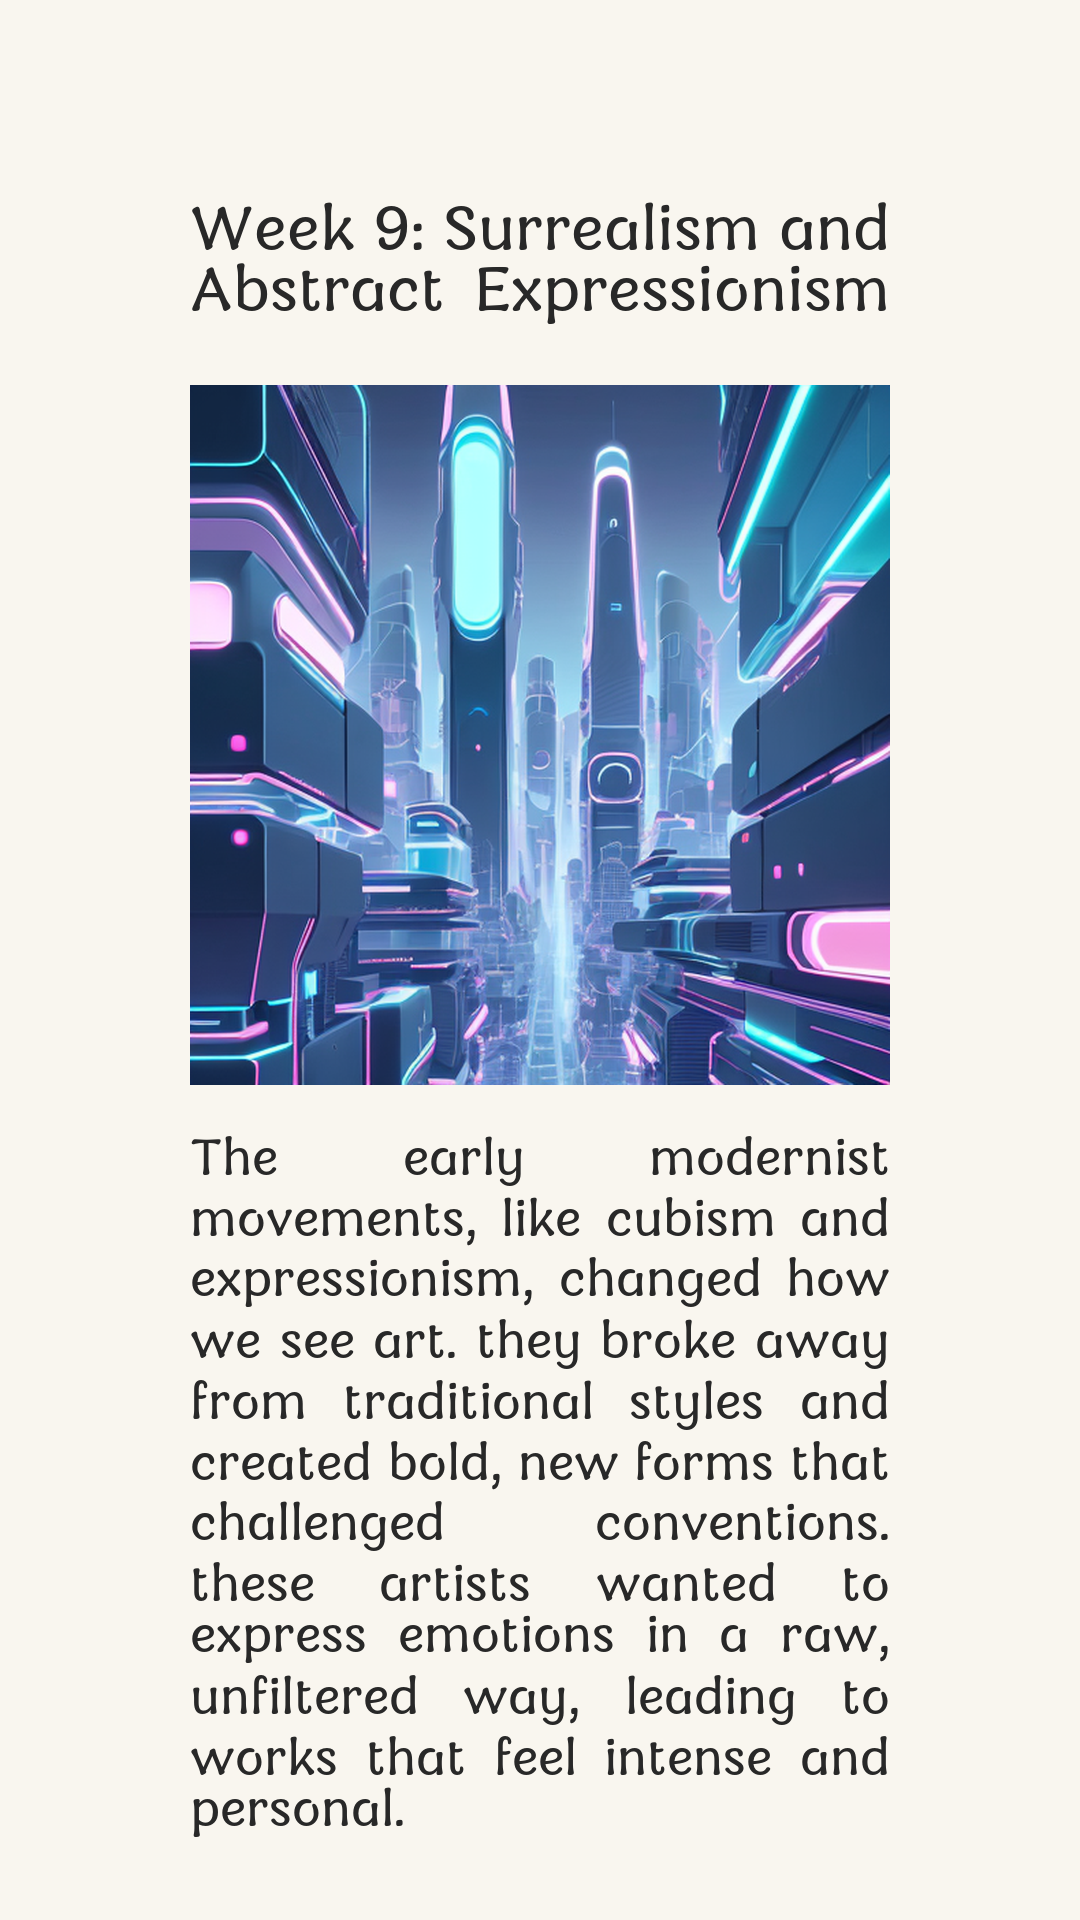 Week 9: Surrealism and
Abstract Expressionism
The early modernist
movements, like cubism and
expressionism, changed how
we see art. they broke away
from traditional styles and
created bold, new forms that
challenged conventions.
these artists wanted to
express emotions in a raw,
unfiltered way, leading to
works that feel intense and
personal.